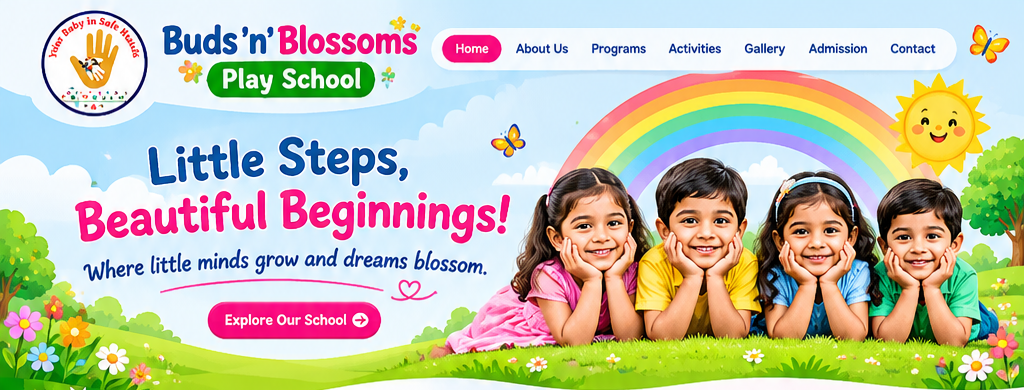 Your Baby in Safe Hands
Buds 'n' Blossoms
Play School
Home
About Us
Programs
Activities
Gallery
Admission
Contact
Little Steps,
Beautiful Beginnings!
Where little minds grow and dreams blossom.
Explore Our School